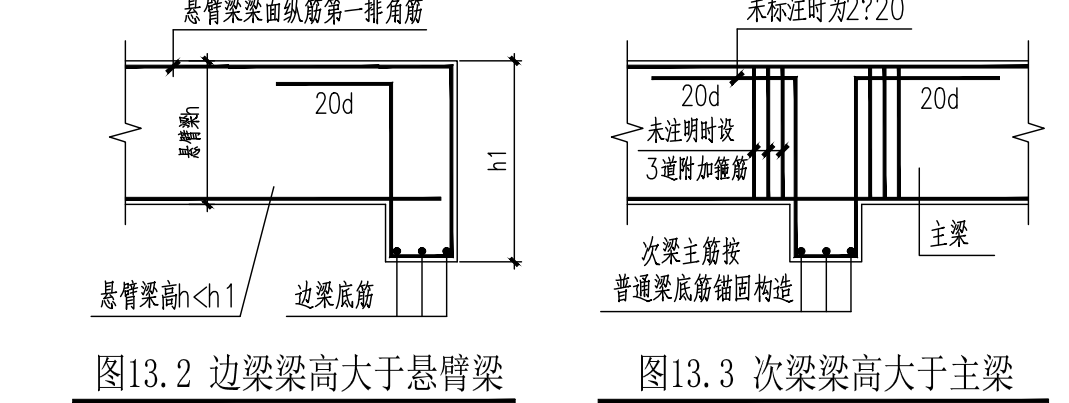 悬臂梁梁面纵筋第一排角筋
20d
悬臂梁h
h1
悬臂梁高h<h1
边梁底筋
图13.2 边梁梁高大于悬臂梁
未标注时为2?20
20d
20d
未注明时设
3道附加箍筋
主梁
次梁主筋按
普通梁底筋锚固构造
图13.3 次梁梁高大于主梁